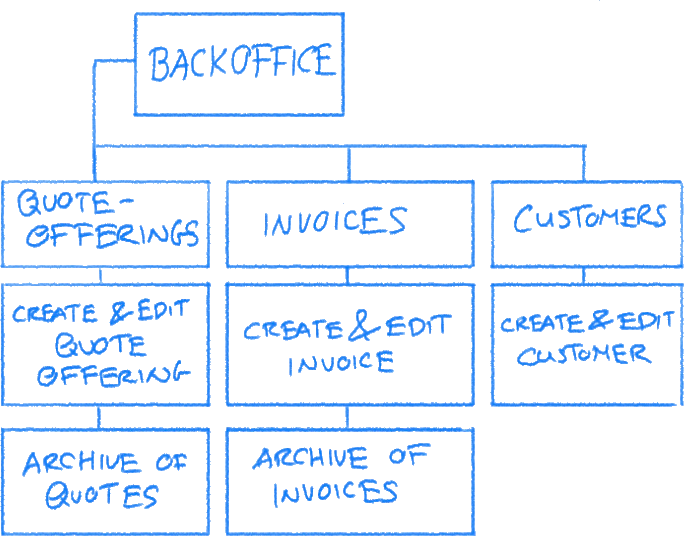 BACKOFFICE
QUOTE-
OFFERINGS
INVOICES
CUSTOMERS
CREATE & EDIT
QUOTE
OFFERING
CREATE & EDIT
INVOICE
CREATE & EDIT
CUSTOMER
ARCHIVE OF
QUOTES
ARCHIVE OF
INVOICES